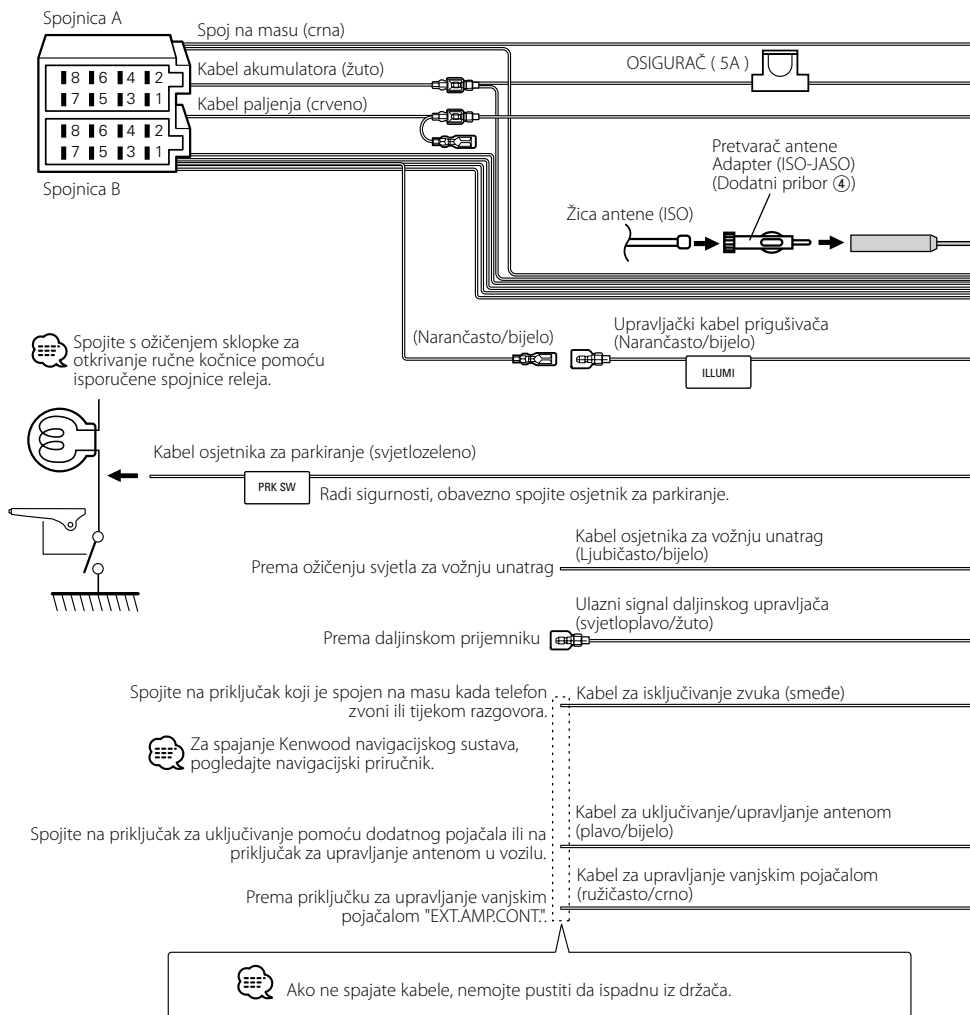 Spojnica A
Spoj na masu (crna)
Kabel akumulatora (žuto)
OSIGURAČ ( 5A )
8 6 4 2
7 5 3 1
Kabel paljenja (crveno)
8 6 4 2
7 5 3 1
Spojnica B
Pretvarač antene
Adapter (ISO-JASO)
(Dodatni pribor ④)
Žica antene (ISO)
(Narančasto/bijelo)
Upravljački kabel prigušivača
(Narančasto/bijelo)
ILLUMI
Spojite s ožičenjem sklopke za
otkrivanje ručne kočnice pomoću
isporučene spojnice releja.
Kabel osjetnika za parkiranje (svjetlozeleno)
PRK SW
Radi sigurnosti, obavezno spojite osjetnik za parkiranje.
Kabel osjetnika za vožnju unatrag
(Ljubičasto/bijelo)
Prema ožičenju svjetla za vožnju unatrag
Ulazni signal daljinskog upravljača
(svjetloplavo/žuto)
Prema daljinskom prijemniku
Spojite na priključak koji je spojen na masu kada telefon
zvoni ili tijekom razgovora.
Kabel za isključivanje zvuka (smeđe)
Za spajanje Kenwood navigacijskog sustava,
pogledajte navigacijski priručnik.
Kabel za uključivanje/upravljanje antenom
(plavo/bijelo)
Spojite na priključak za uključivanje pomoću dodatnog pojačala ili na
priključak za upravljanje antenom u vozilu.
Kabel za upravljanje vanjskim pojačalom
(ružičasto/crno)
Prema priključku za upravljanje vanjskim
pojačalom "EXT.AMP.CONT.".
Ako ne spajate kabele, nemojte pustiti da ispadnu iz držača.